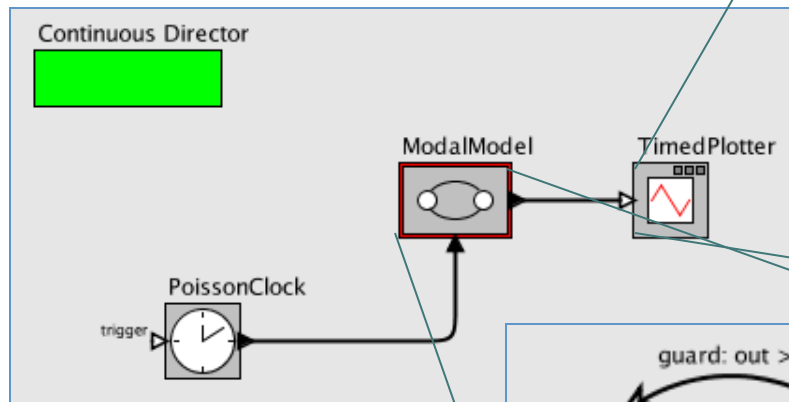 Continuous Director
ModalModel
TimedPlotter
PoissonClock
trigger
guard: out >